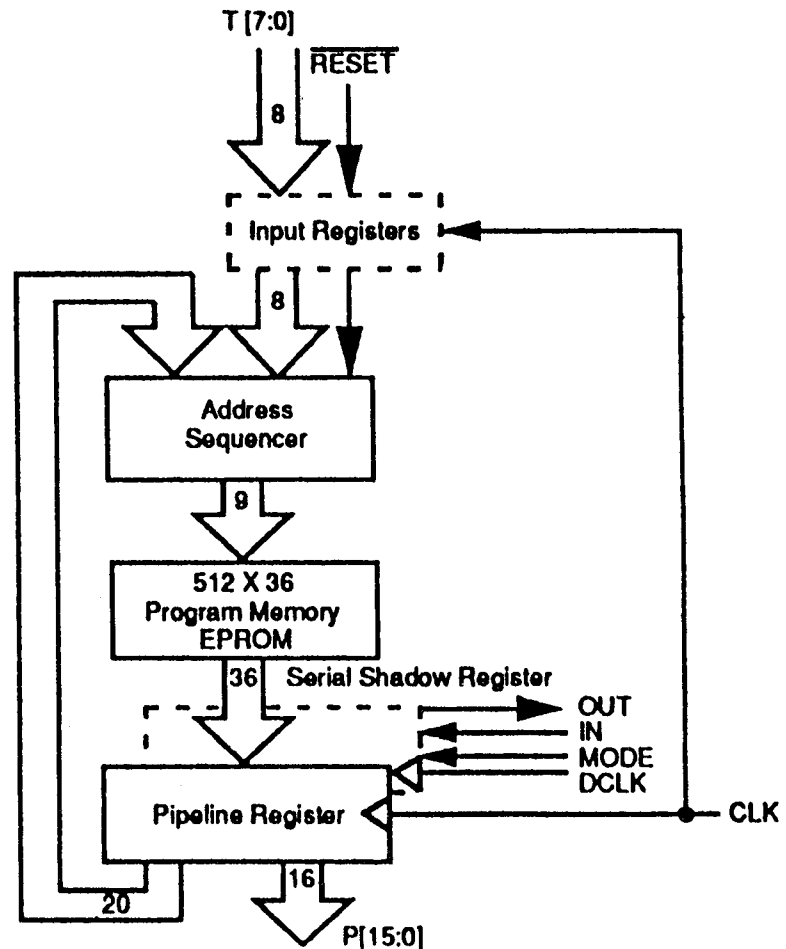 T [7:0]
RESET
8
Input Registers
8
Address
Sequencer
9
512 X 36
Program Memory
EPROM
36
Serial Shadow Register
OUT
IN
MODE
DCLK
Pipeline Register
CLK
16
20
P[15:0]